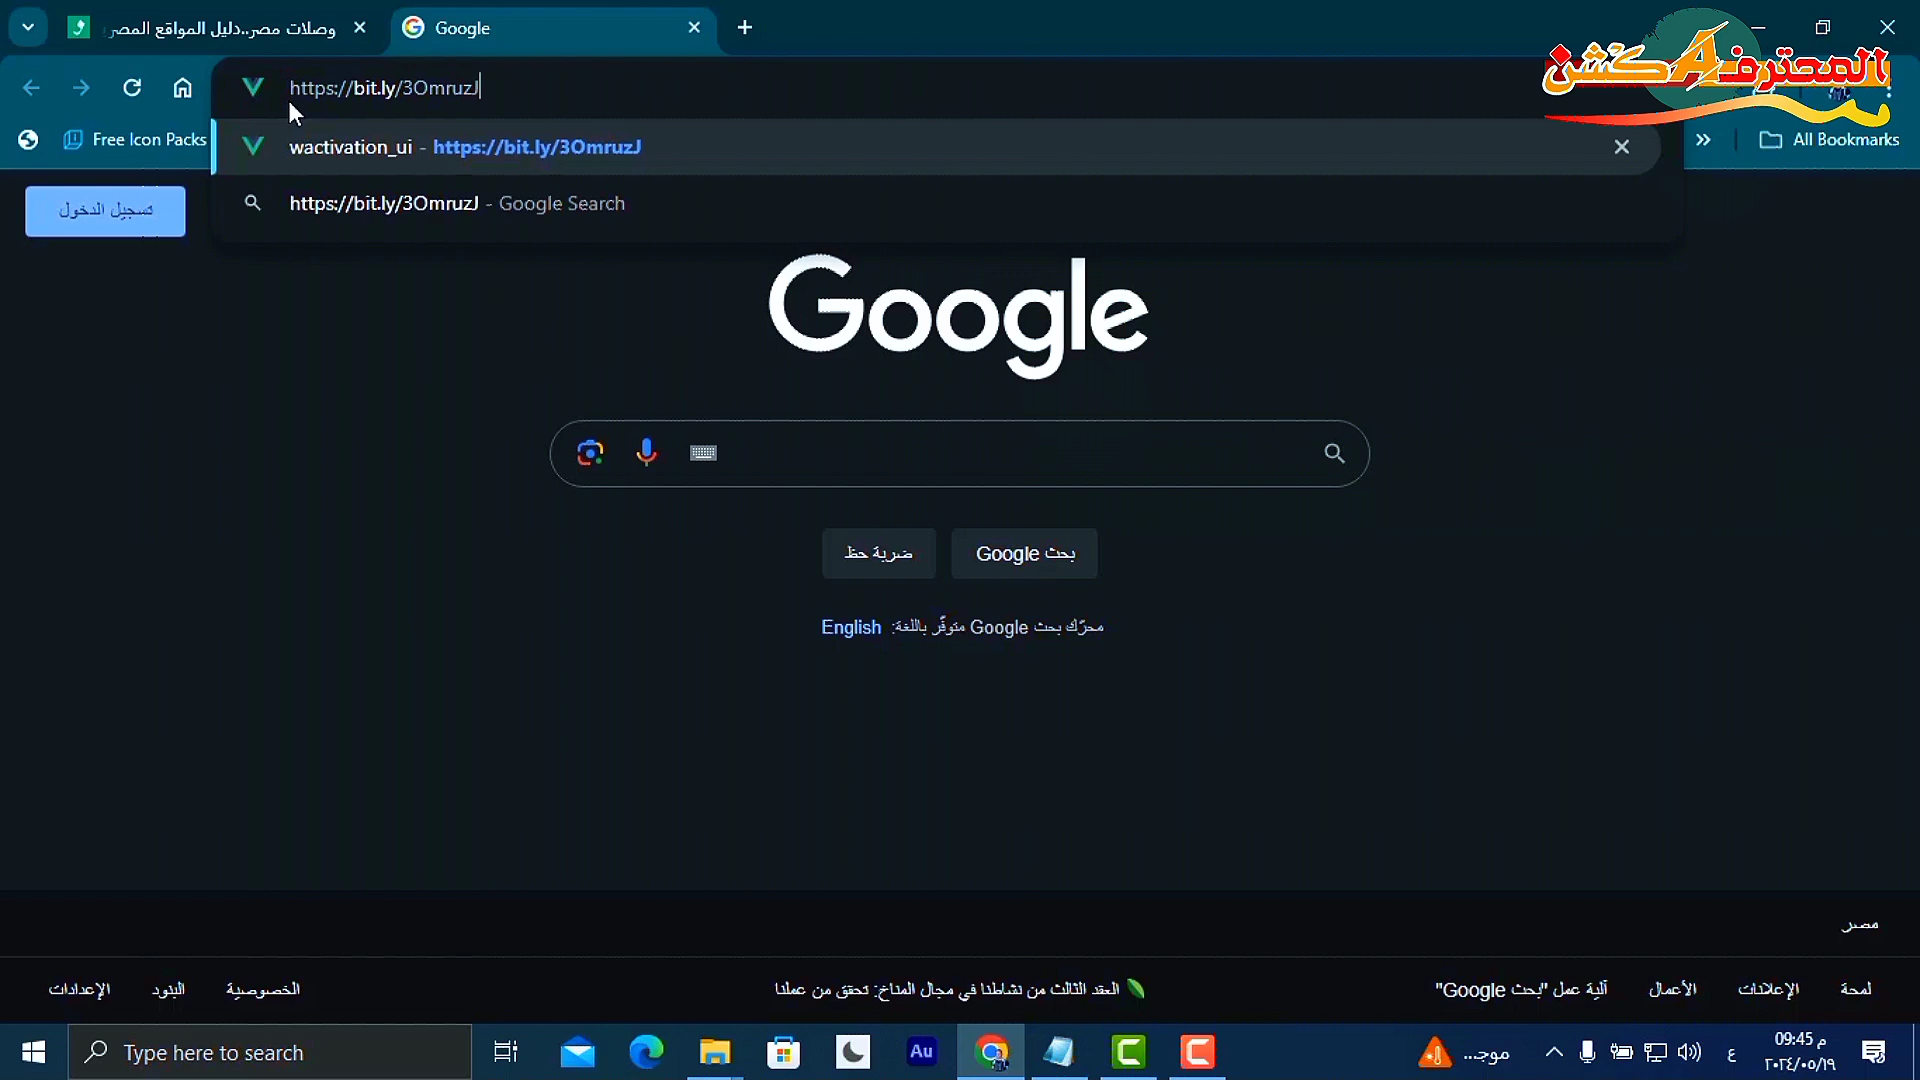 وصلات مصر..دليل المواقع المصر
Google
المحترف أكشن
https://bit.ly/3OmruzJ
Free Icon Packs
wactivation_ui - https://bit.ly/3OmruzJ
All Bookmarks
https://bit.ly/3OmruzJ - Google Search
تسجيل الدخول
Google
بحث Google
ضربة حظ
محرّك بحث Google متوفّر باللغة: English
مصر
لمحة
الإعلانات
الأعمال
آلية عمل "بحث Google"
العقد الثالث من نشاطنا في مجال المناخ: تحقق من عملنا
الخصوصية
البنود
الإعدادات
Type here to search
Au
موجـ...
ع
09:45 م
٢٠٢٤/٠٥/١٩